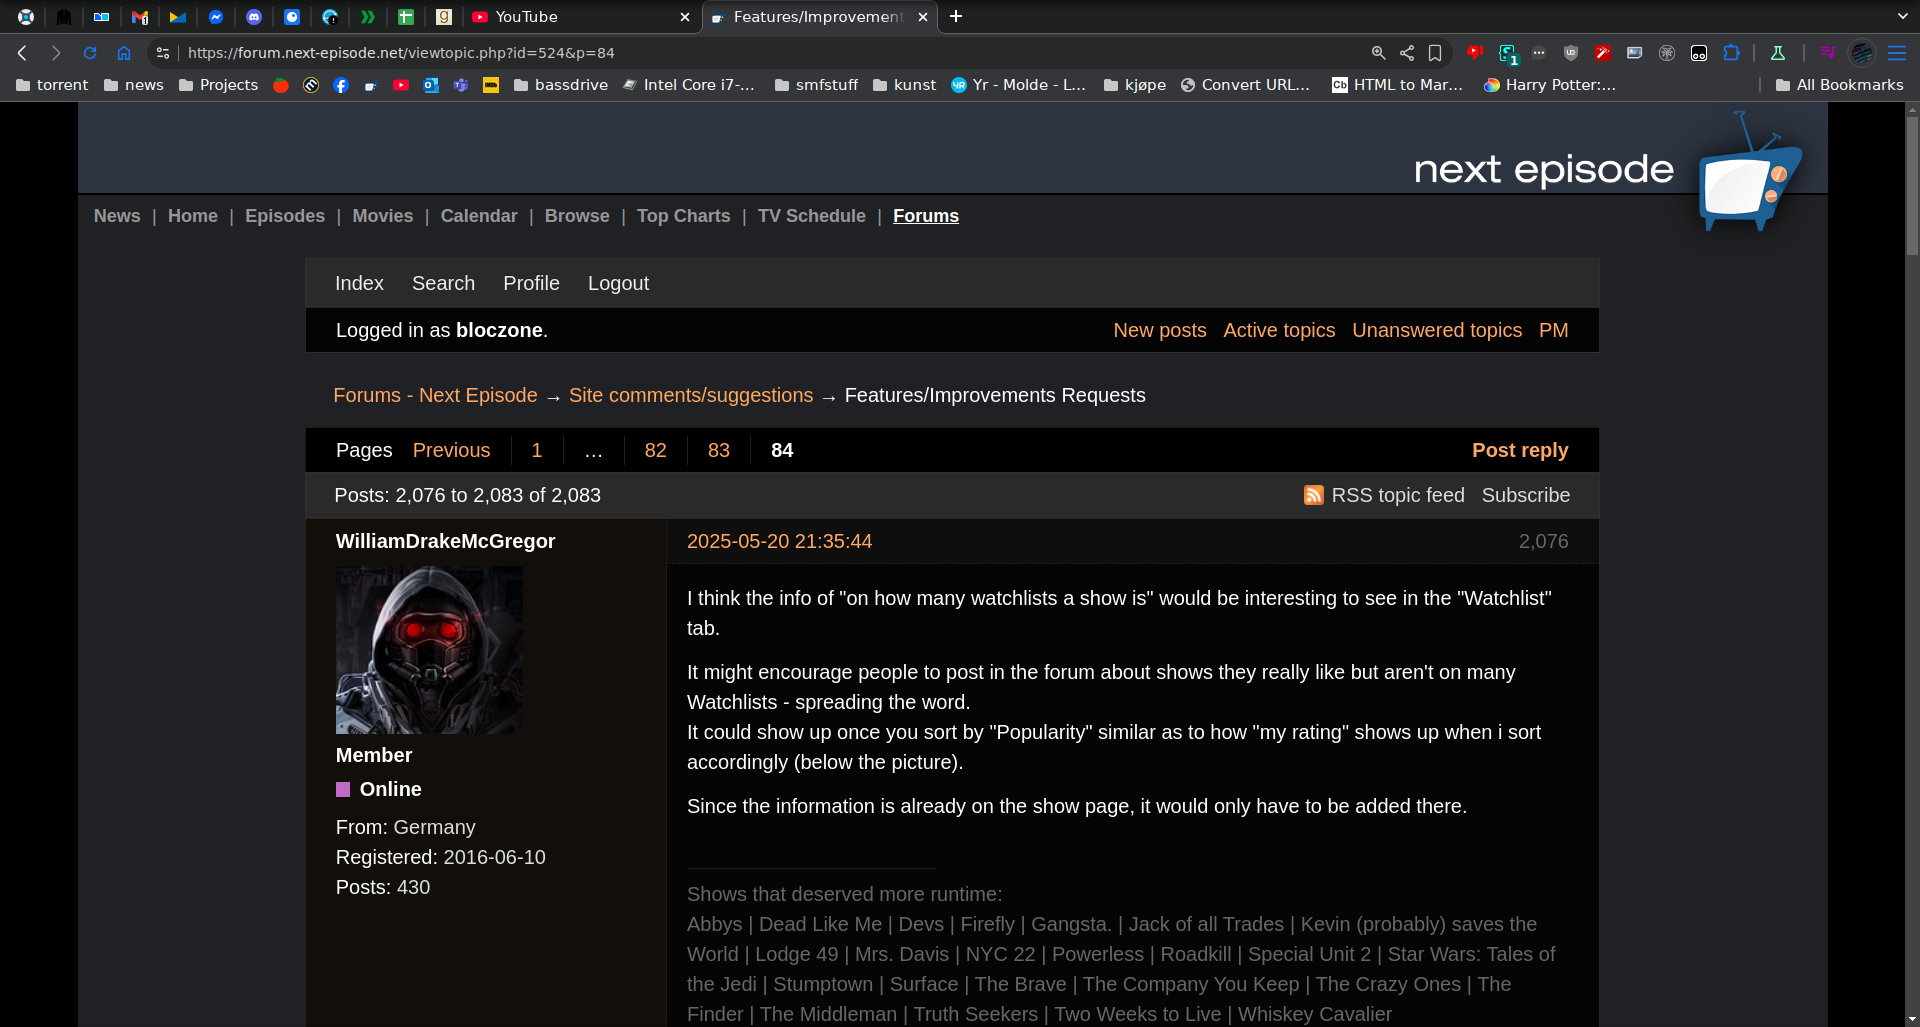 YouTube
Features/Improvement
https://forum.next-episode.net/viewtopic.php?id=524&p=84
torrent
news
Projects
bassdrive
Intel Core i7-...
smfstuff
kunst
Yr - Molde - L...
kjøpe
Convert URL...
HTML to Mar...
Harry Potter:...
All Bookmarks
next episode
News | Home | Episodes | Movies | Calendar | Browse | Top Charts | TV Schedule | Forums
Index Search Profile Logout
Logged in as bloczone.
New posts Active topics Unanswered topics PM
Forums - Next Episode → Site comments/suggestions → Features/Improvements Requests
Pages Previous 1 … 82 83 84
Post reply
Posts: 2,076 to 2,083 of 2,083
RSS topic feed Subscribe
WilliamDrakeMcGregor
Member
Online
From: Germany
Registered: 2016-06-10
Posts: 430
2025-05-20 21:35:44
2,076
I think the info of "on how many watchlists a show is" would be interesting to see in the "Watchlist"
tab.
It might encourage people to post in the forum about shows they really like but aren't on many
Watchlists - spreading the word.
It could show up once you sort by "Popularity" similar as to how "my rating" shows up when i sort
accordingly (below the picture).
Since the information is already on the show page, it would only have to be added there.
Shows that deserved more runtime:
Abbys | Dead Like Me | Devs | Firefly | Gangsta. | Jack of all Trades | Kevin (probably) saves the
World | Lodge 49 | Mrs. Davis | NYC 22 | Powerless | Roadkill | Special Unit 2 | Star Wars: Tales of
the Jedi | Stumptown | Surface | The Brave | The Company You Keep | The Crazy Ones | The
Finder | The Middleman | Truth Seekers | Two Weeks to Live | Whiskey Cavalier